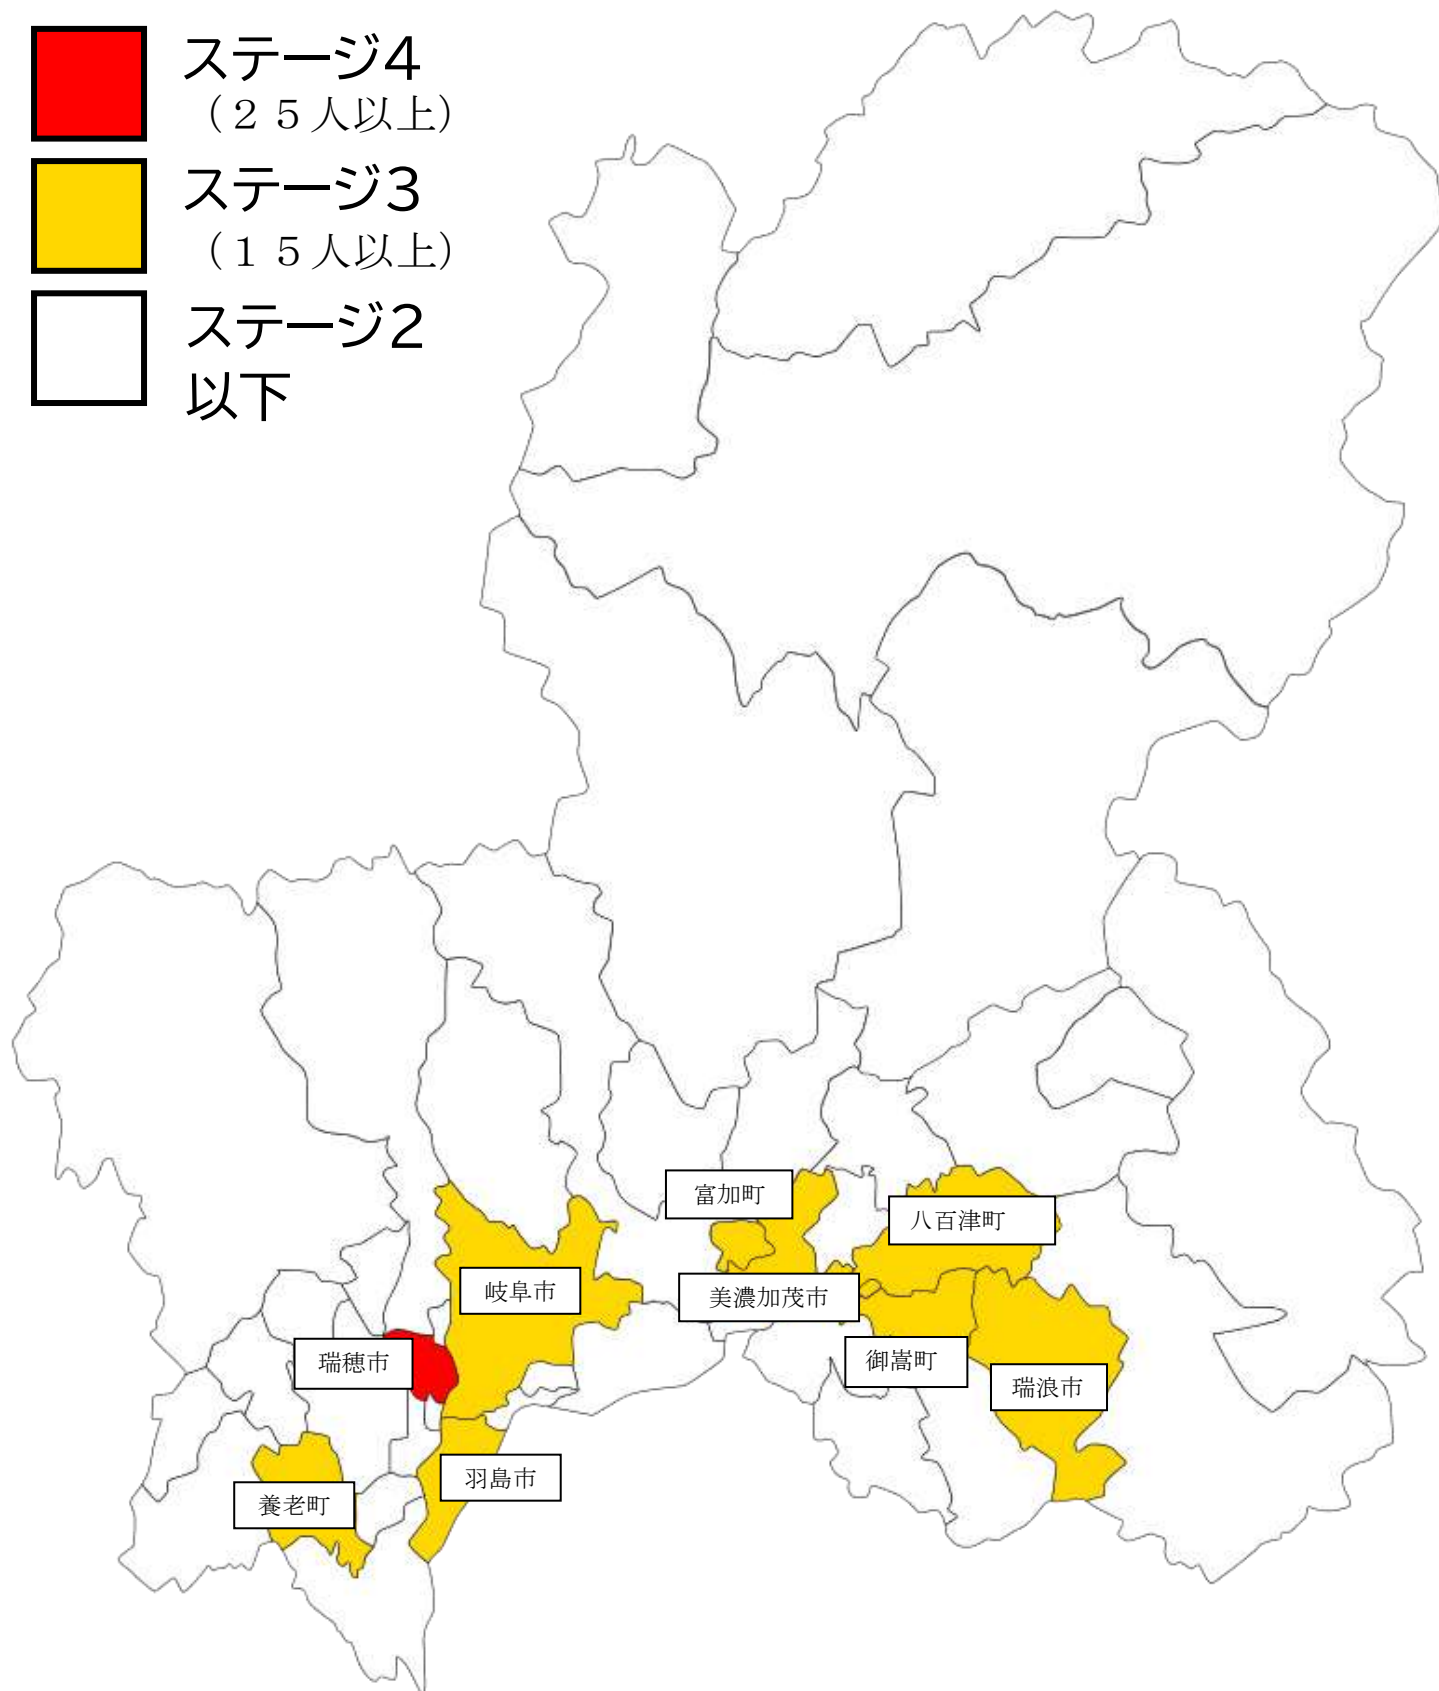 ステージ4
（２５人以上）
ステージ3
（１５人以上）
ステージ2
以下
富加町
八百津町
岐阜市
美濃加茂市
瑞穂市
御嵩町
瑞浪市
羽島市
養老町